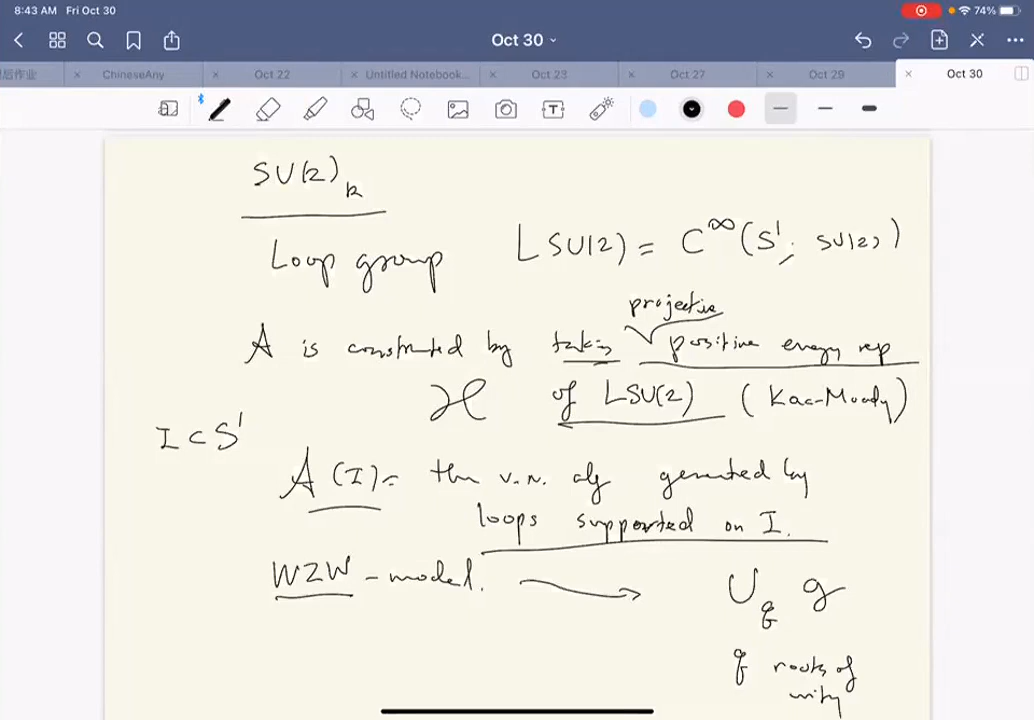 8:43 AM Fri Oct 30
74%
Oct 30
ChineseAny
Oct 22
Untitled Notebook...
Oct 23
Oct 27
Oct 29
Oct 30
SU(2)_k
Loop group LSU(2) = C^∞(S^1; SU(2))
projective
A is constructed by taking positive energy rep
H of LSU(2) (Kac-Moody)
I ⊂ S^1
A(I) = the v.N. alg generated by
loops supported on I.
WZW-model. → U_q g
q roots of
unity